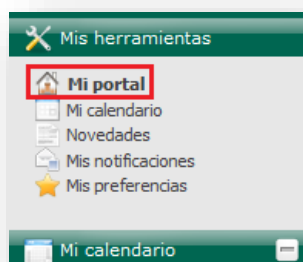 Mis herramientas
Mi portal
Mi calendario
Novedades
Mis notificaciones
Mis preferencias
Mi calendario